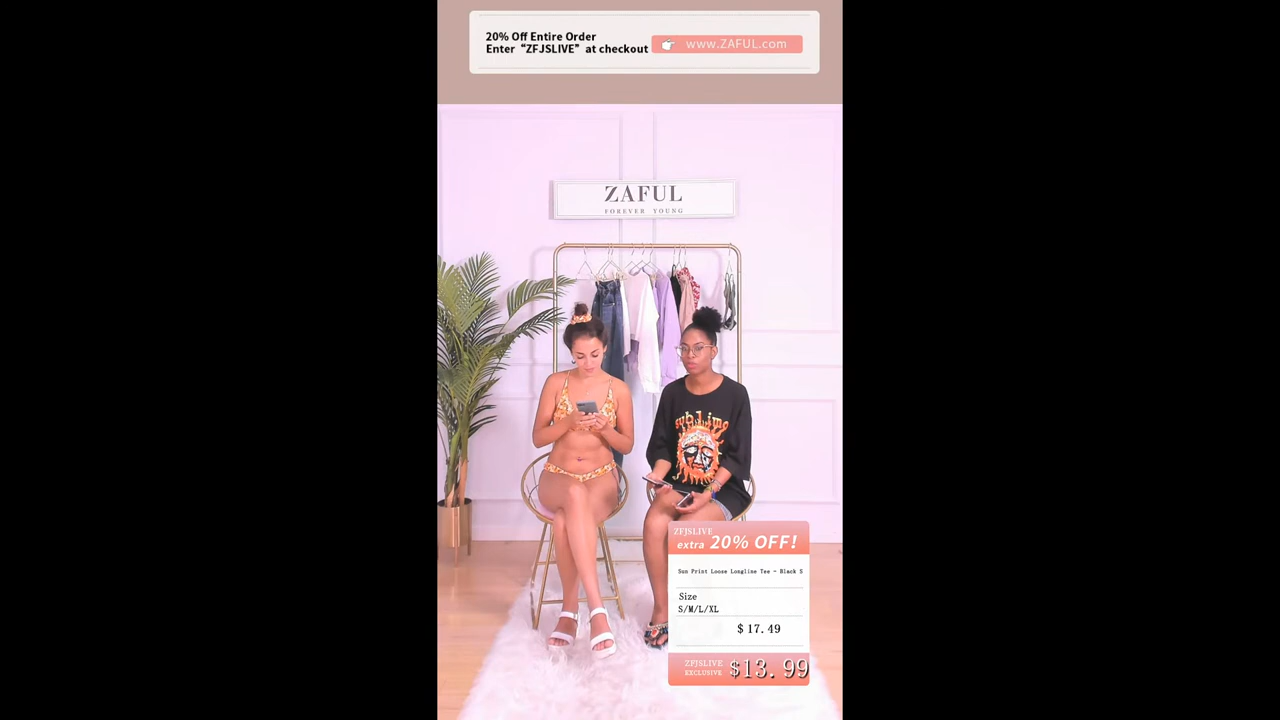 20% Off Entire Order
Enter“ZFJSLIVE”at checkout
www.ZAFUL.com
ZAFUL
FOREVER YOUNG
sublime
ZFJSLIVE
extra 20% OFF!
Sun Print Loose Longline Tee - Black S
Size
S/M/L/XL
$17.49
ZFJSLIVE
EXCLUSIVE
$13.99